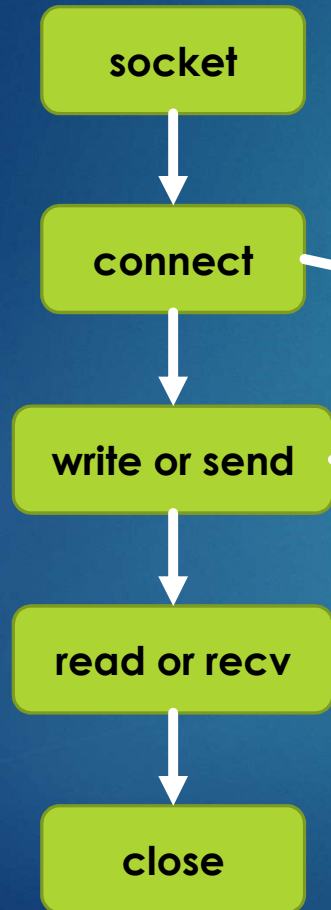 socket
connect
write or send
read or recv
close